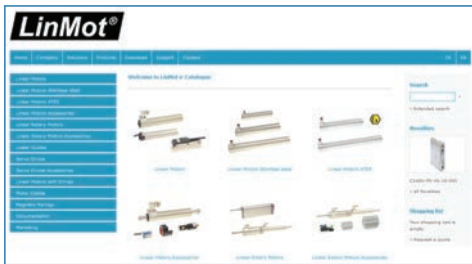 LinMot®
Home Company Solutions Products Download Support Contact
Welcome to LinMot e-Catalogue
Linear Motors
Linear Motors Stainless Steel
Linear Motors ATEX
Linear Motors Accessories
Linear Rotary Motors
Linear Rotary Motors Accessories
Linear Guides
Servo Drives
Servo Drives Accessories
Linear Motors with Drives
Motor Cables
Magnetic Springs
Documentation
Marketing
Linear Motors
Linear Motors Stainless Steel
Linear Motors ATEX
Linear Motors Accessories
Linear Rotary Motors
Linear Rotary Motors Accessories
Search
Extended search
Novelties
Shopping list
Your shopping cart is
empty.
Request a quote